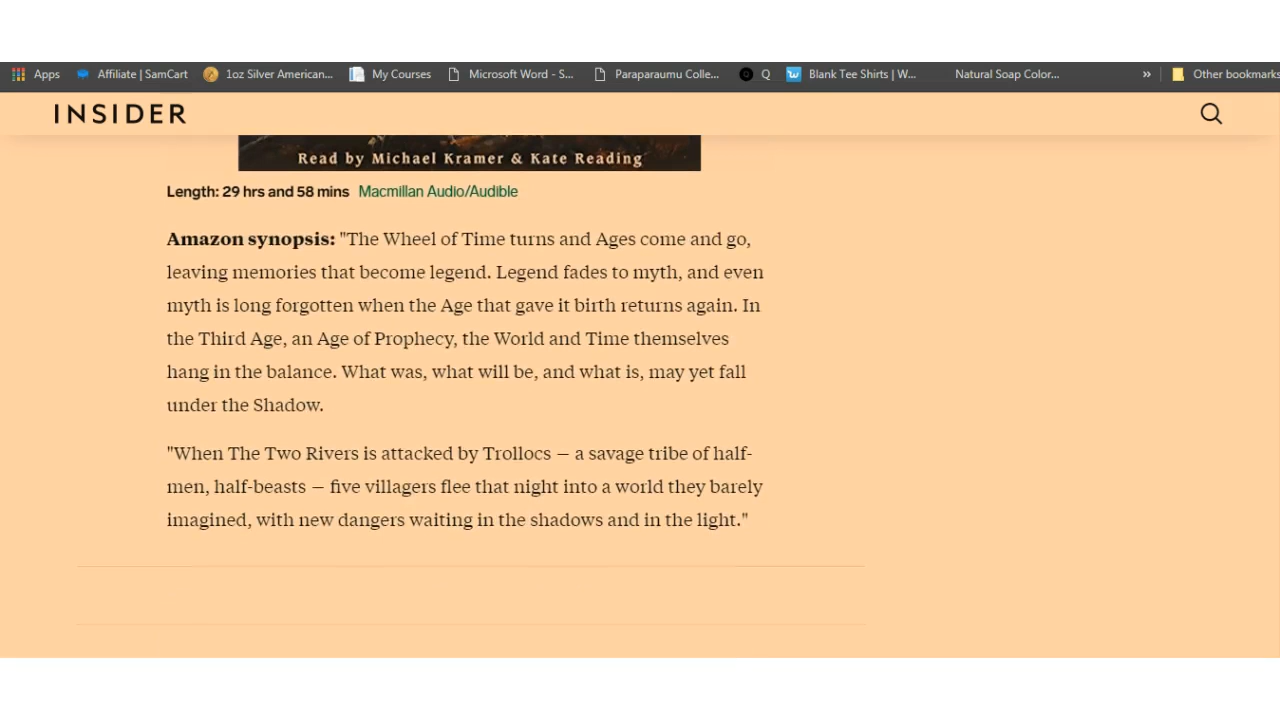 Apps Affiliate | SamCart 1oz Silver American... My Courses Microsoft Word - S... Paraparaumu Colle... Q Blank Tee Shirts | W... Natural Soap Color... » Other bookmarks
INSIDER
Read by Michael Kramer & Kate Reading
Length: 29 hrs and 58 mins Macmillan Audio/Audible
Amazon synopsis: "The Wheel of Time turns and Ages come and go,
leaving memories that become legend. Legend fades to myth, and even
myth is long forgotten when the Age that gave it birth returns again. In
the Third Age, an Age of Prophecy, the World and Time themselves
hang in the balance. What was, what will be, and what is, may yet fall
under the Shadow.
"When The Two Rivers is attacked by Trollocs — a savage tribe of half-
men, half-beasts — five villagers flee that night into a world they barely
imagined, with new dangers waiting in the shadows and in the light."